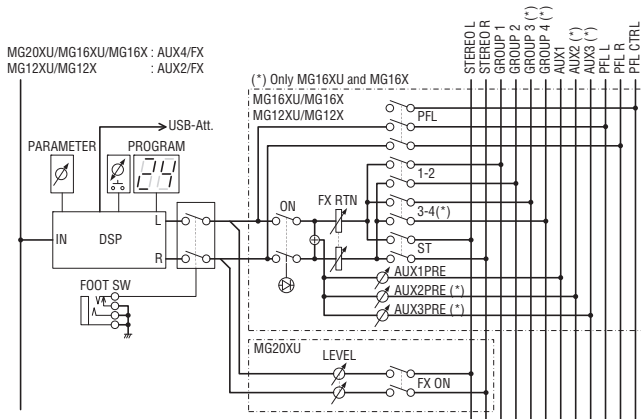 MG20XU/MG16XU/MG16X : AUX4/FX
MG12XU/MG12X : AUX2/FX
STEREO L
STEREO R
GROUP 1
GROUP 2
GROUP 3 (*)
GROUP 4 (*)
AUX1
AUX2 (*)
AUX3 (*)
PFL L
PFL R
PFL CTRL
(*) Only MG16XU and MG16X
MG16XU/MG16X
MG12XU/MG12X
PFL
USB-Att.
PARAMETER
PROGRAM
24
1-2
ON
FX RTN
3-4(*)
L
IN
DSP
ST
R
FOOT SW
AUX1PRE
AUX2PRE (*)
AUX3PRE (*)
MG20XU
LEVEL
FX ON